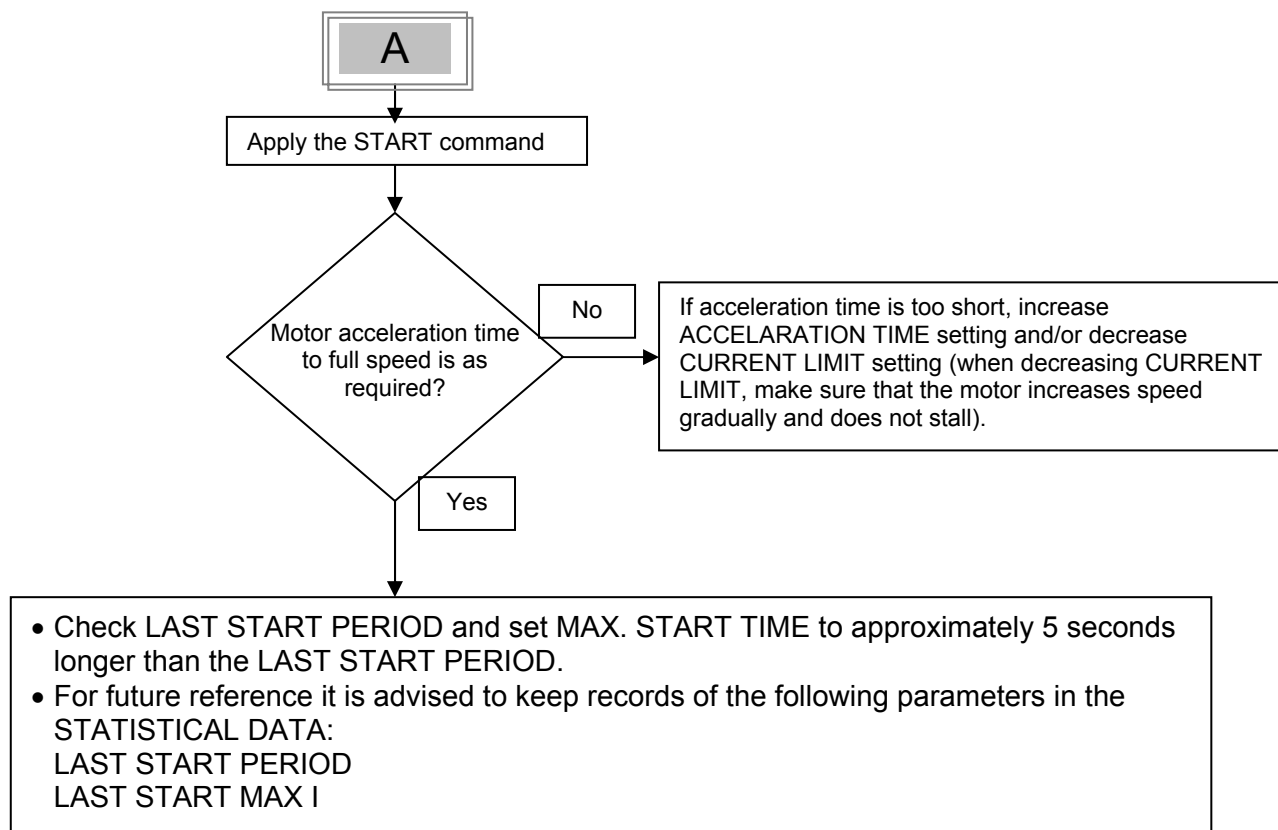 A
Apply the START command
Motor acceleration time
to full speed is as
required?
No
If acceleration time is too short, increase
ACCELARATION TIME setting and/or decrease
CURRENT LIMIT setting (when decreasing CURRENT
LIMIT, make sure that the motor increases speed
gradually and does not stall).
Yes
• Check LAST START PERIOD and set MAX. START TIME to approximately 5 seconds
longer than the LAST START PERIOD.
• For future reference it is advised to keep records of the following parameters in the
STATISTICAL DATA:
LAST START PERIOD
LAST START MAX I